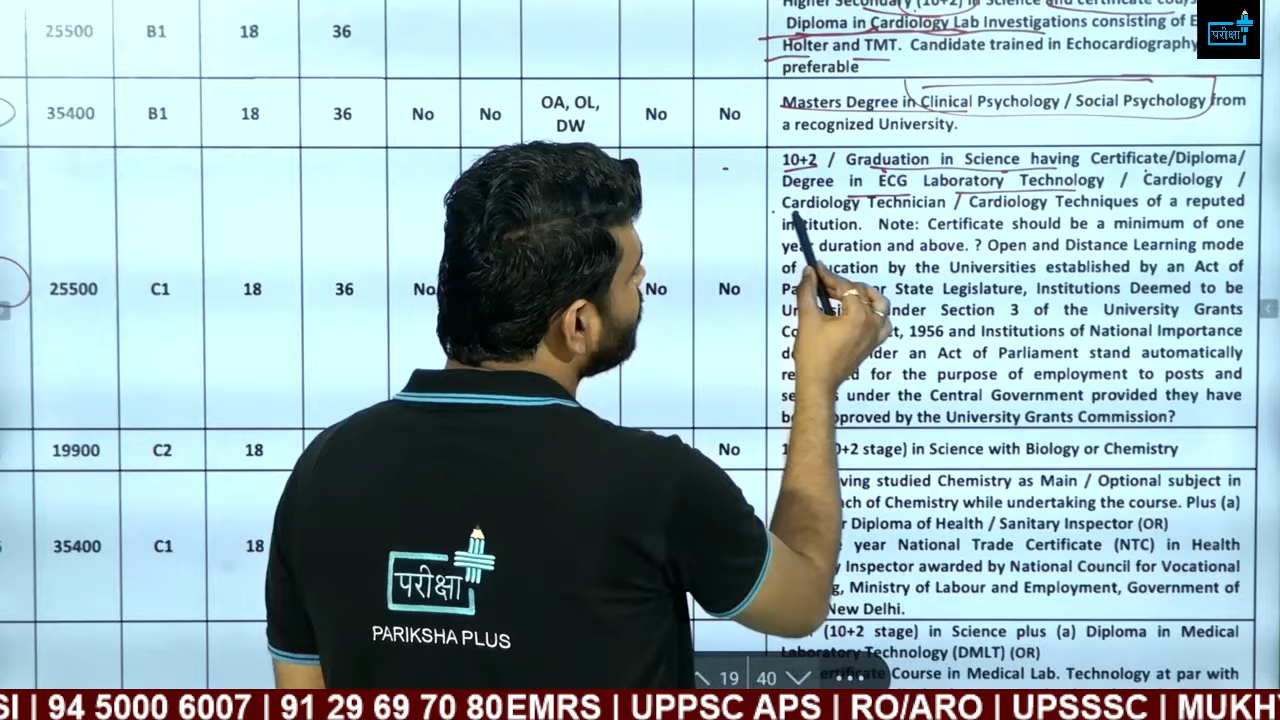 Higher Secondary (10+2) in Science and certificate
25500 B1 18 36
Diploma in Cardiology Lab Investigations consisting of
Holter and TMT. Candidate trained in Echocardiography
preferable
परीक्षा
35400 B1 18 36 No No OA, OL, DW No No
Masters Degree in Clinical Psychology / Social Psychology from
a recognized University.
10+2 / Graduation in Science having Certificate/Diploma/
Degree in ECG Laboratory Technology / Cardiology /
Cardiology Technician / Cardiology Techniques of a reputed
institution. Note: Certificate should be a minimum of one
year duration and above. ? Open and Distance Learning mode
of education by the Universities established by an Act of
25500 C1 18 36 No No No
or State Legislature, Institutions Deemed to be
under Section 3 of the University Grants
1956 and Institutions of National Importance
under an Act of Parliament stand automatically
for the purpose of employment to posts and
under the Central Government provided they have
approved by the University Grants Commission?
19900 C2 18 No
(10+2 stage) in Science with Biology or Chemistry
having studied Chemistry as Main / Optional subject in
of Chemistry while undertaking the course. Plus (a)
Diploma of Health / Sanitary Inspector (OR)
35400 C1 18
year National Trade Certificate (NTC) in Health
Inspector awarded by National Council for Vocational
Ministry of Labour and Employment, Government of
New Delhi.
(10+2 stage) in Science plus (a) Diploma in Medical
Laboratory Technology (DMLT) (OR)
Course in Medical Lab. Technology at par with
परीक्षा
PARIKSHA PLUS
19 40
SI | 94 5000 6007 | 91 29 69 70 80EMRS | UPPSC APS | RO/ARO | UPSSSC | MUKH